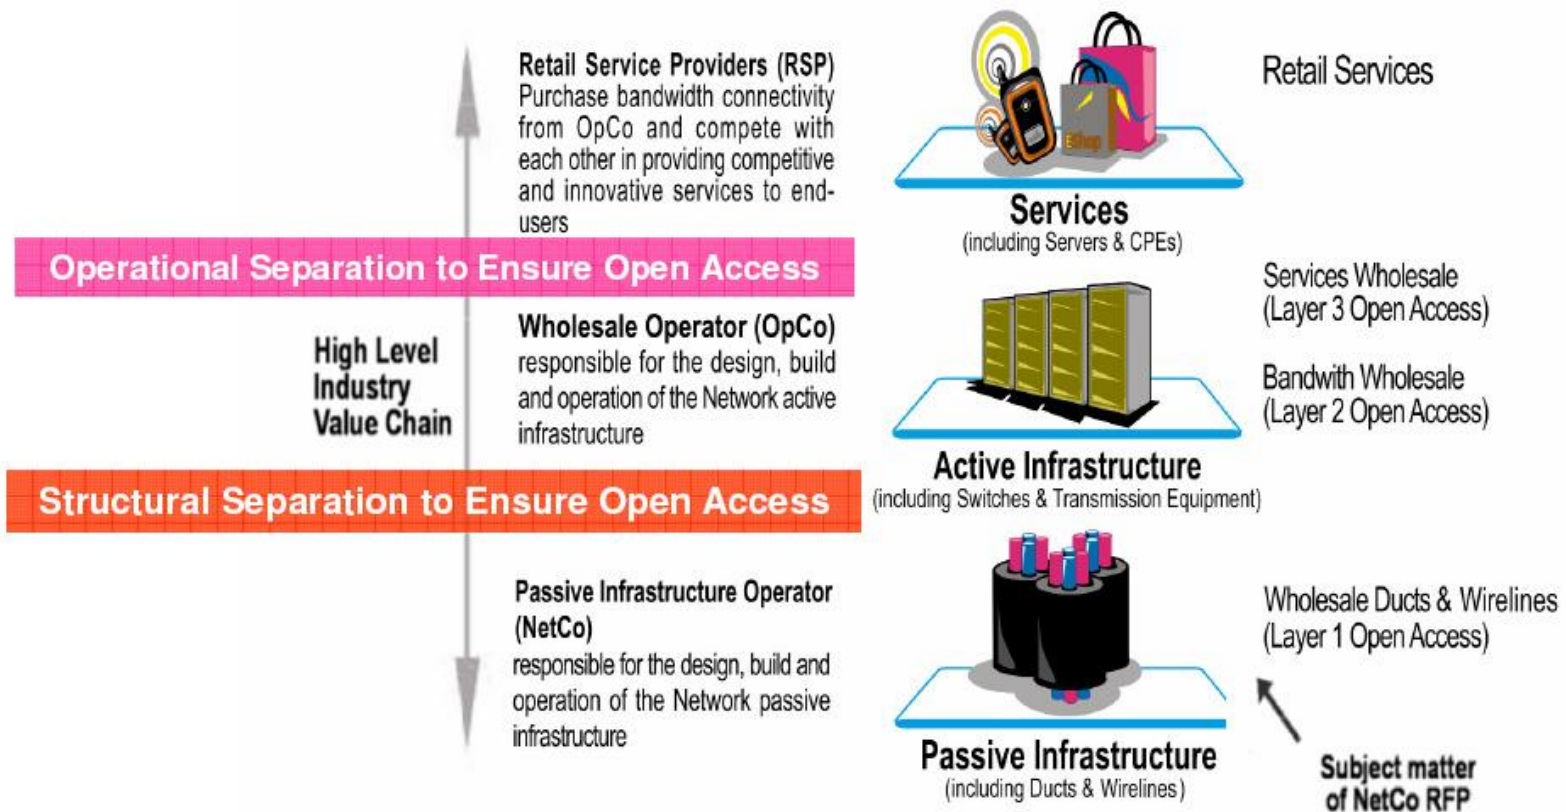 Retail Service Providers (RSP)
Purchase bandwidth connectivity
from OpCo and compete with
each other in providing competitive
and innovative services to end-
users
EShop
Retail Services
Services
(including Servers & CPEs)
Operational Separation to Ensure Open Access
High Level
Industry
Value Chain
Wholesale Operator (OpCo)
responsible for the design, build
and operation of the Network active
infrastructure
Services Wholesale
(Layer 3 Open Access)
Bandwith Wholesale
(Layer 2 Open Access)
Active Infrastructure
(including Switches & Transmission Equipment)
Structural Separation to Ensure Open Access
Passive Infrastructure Operator
(NetCo)
responsible for the design, build and
operation of the Network passive
infrastructure
Wholesale Ducts & Wirelines
(Layer 1 Open Access)
Passive Infrastructure
(including Ducts & Wirelines)
Subject matter
of NetCo RFP